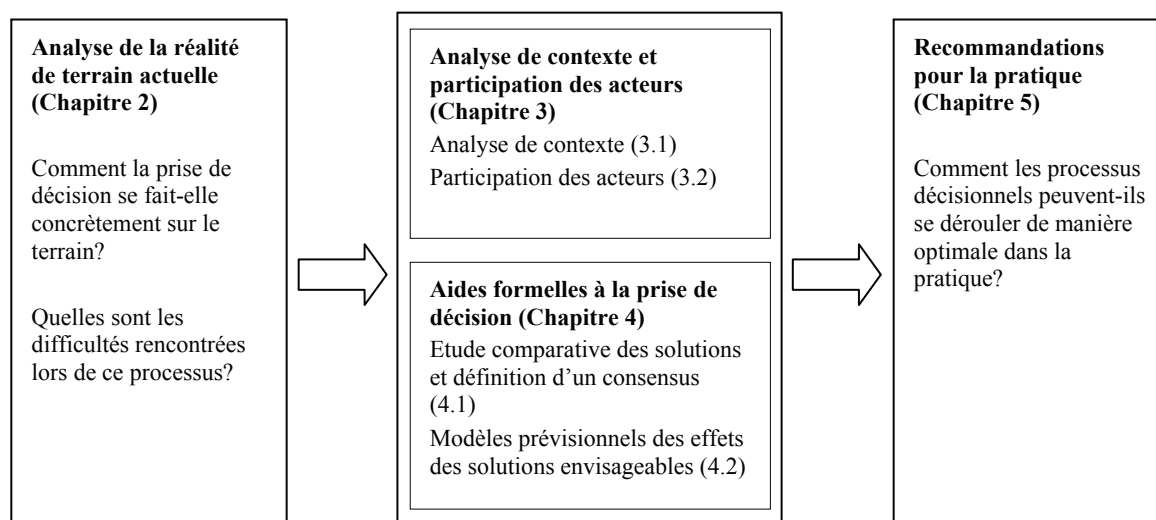 Analyse de la réalité
de terrain actuelle
(Chapitre 2)
Comment la prise de
décision se fait-elle
concrètement sur le
terrain?
Quelles sont les
difficultés rencontrées
lors de ce processus?
Analyse de contexte et
participation des acteurs
(Chapitre 3)
Analyse de contexte (3.1)
Participation des acteurs (3.2)
Aides formelles à la prise de
décision (Chapitre 4)
Etude comparative des solutions
et définition d’un consensus
(4.1)
Modèles prévisionnels des effets
des solutions envisageables (4.2)
Recommandations
pour la pratique
(Chapitre 5)
Comment les processus
décisionnels peuvent-ils
se dérouler de manière
optimale dans la
pratique?